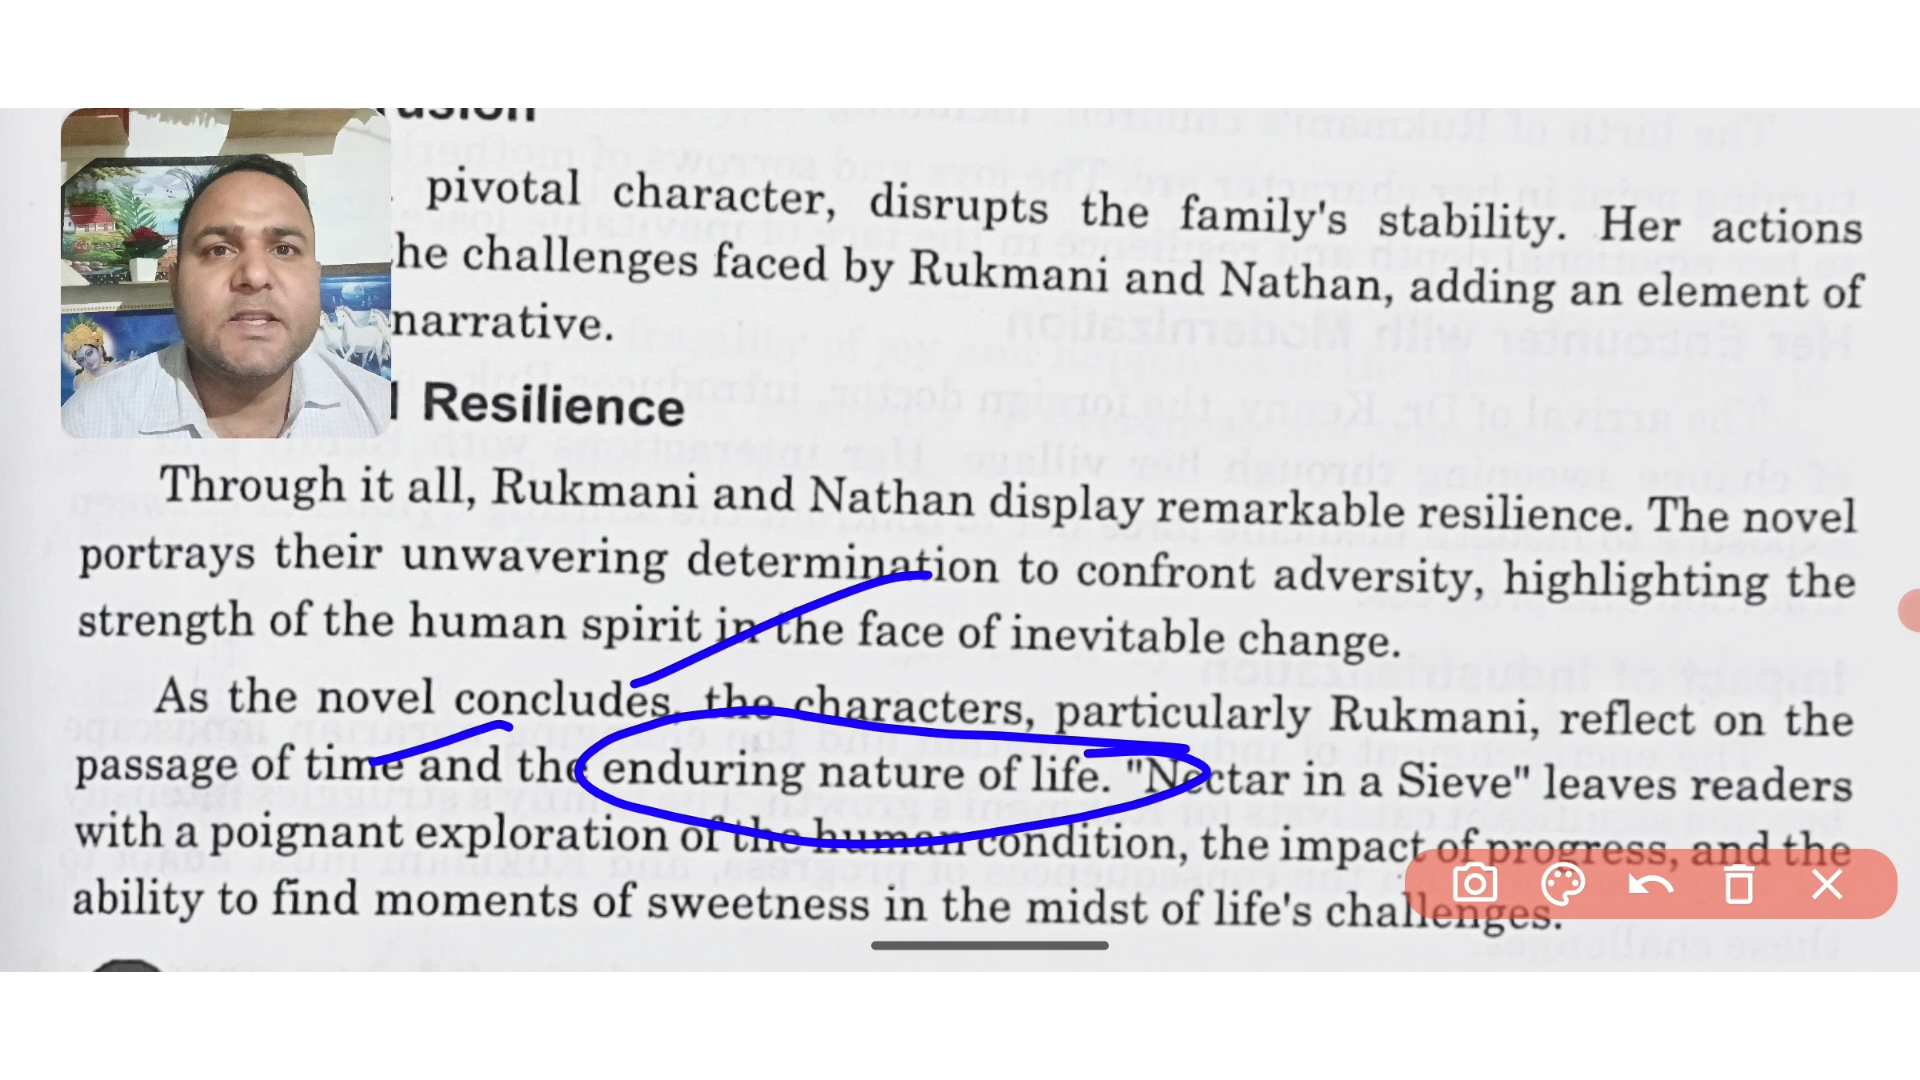 usion
pivotal character, disrupts the family's stability. Her actions
he challenges faced by Rukmani and Nathan, adding an element of
narrative.
Resilience
Through it all, Rukmani and Nathan display remarkable resilience. The novel
portrays their unwavering determination to confront adversity, highlighting the
strength of the human spirit in the face of inevitable change.
As the novel concludes, the characters, particularly Rukmani, reflect on the
passage of time and the enduring nature of life. "Nectar in a Sieve" leaves readers
with a poignant exploration of the human condition, the impact of progress, and the
ability to find moments of sweetness in the midst of life's challenges.